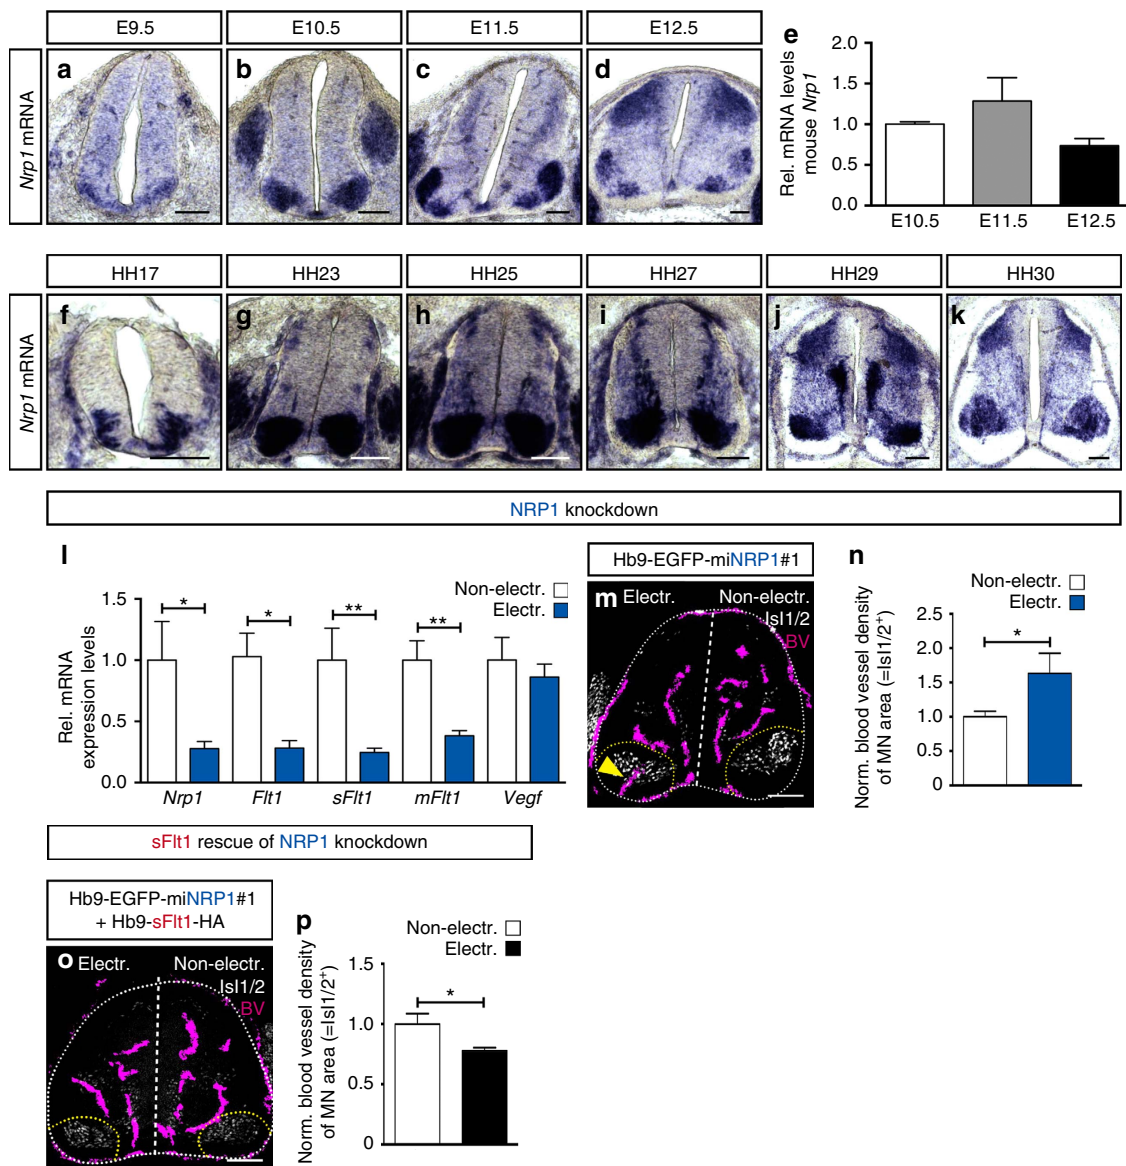 E9.5 E10.5 E11.5 E12.5
Nrp1 mRNA
a b c d
e
Rel. mRNA levels
mouse Nrp1
2.0
1.5
1.0
0.5
0.0
E10.5 E11.5 E12.5
HH17 HH23 HH25 HH27 HH29 HH30
Nrp1 mRNA
f g h i j k
NRP1 knockdown
l
Non-electr.
Electr.
Rel. mRNA
expression levels
1.5
1.0
0.5
0.0
* * ** **
Nrp1 Flt1 sFlt1 mFlt1 Vegf
Hb9-EGFP-miNRP1#1
m Electr. Non-electr.
Isl1/2
BV
n
Non-electr.
Electr.
Norm. blood vessel density
of MN area (=Isl1/2+)
2.5
2.0
1.5
1.0
0.5
0
*
sFlt1 rescue of NRP1 knockdown
Hb9-EGFP-miNRP1#1
+ Hb9-sFlt1-HA
o Electr. Non-electr.
Isl1/2
BV
p
Non-electr.
Electr.
Norm. blood vessel density
of MN area (=Isl1/2+)
1.5
1.0
0.5
0
*